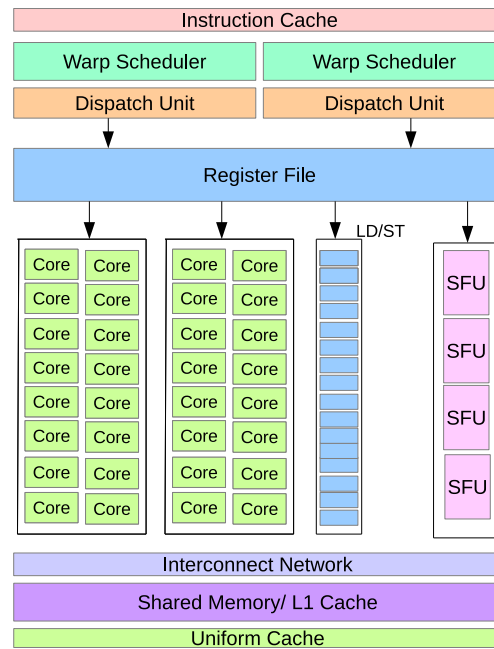 Instruction Cache
Warp Scheduler Warp Scheduler
Dispatch Unit Dispatch Unit
Register File
LD/ST
Core Core Core Core SFU
Core Core Core Core
Core Core Core Core SFU
Core Core Core Core
Core Core Core Core SFU
Core Core Core Core
Core Core Core Core SFU
Core Core Core Core
Interconnect Network
Shared Memory/ L1 Cache
Uniform Cache